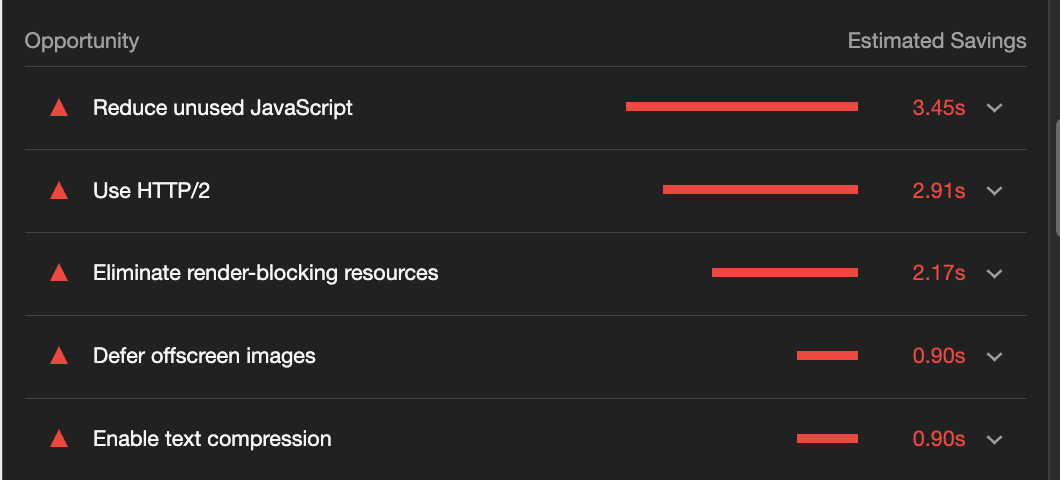 Opportunity Estimated Savings
Reduce unused JavaScript 3.45s
Use HTTP/2 2.91s
Eliminate render-blocking resources 2.17s
Defer offscreen images 0.90s
Enable text compression 0.90s